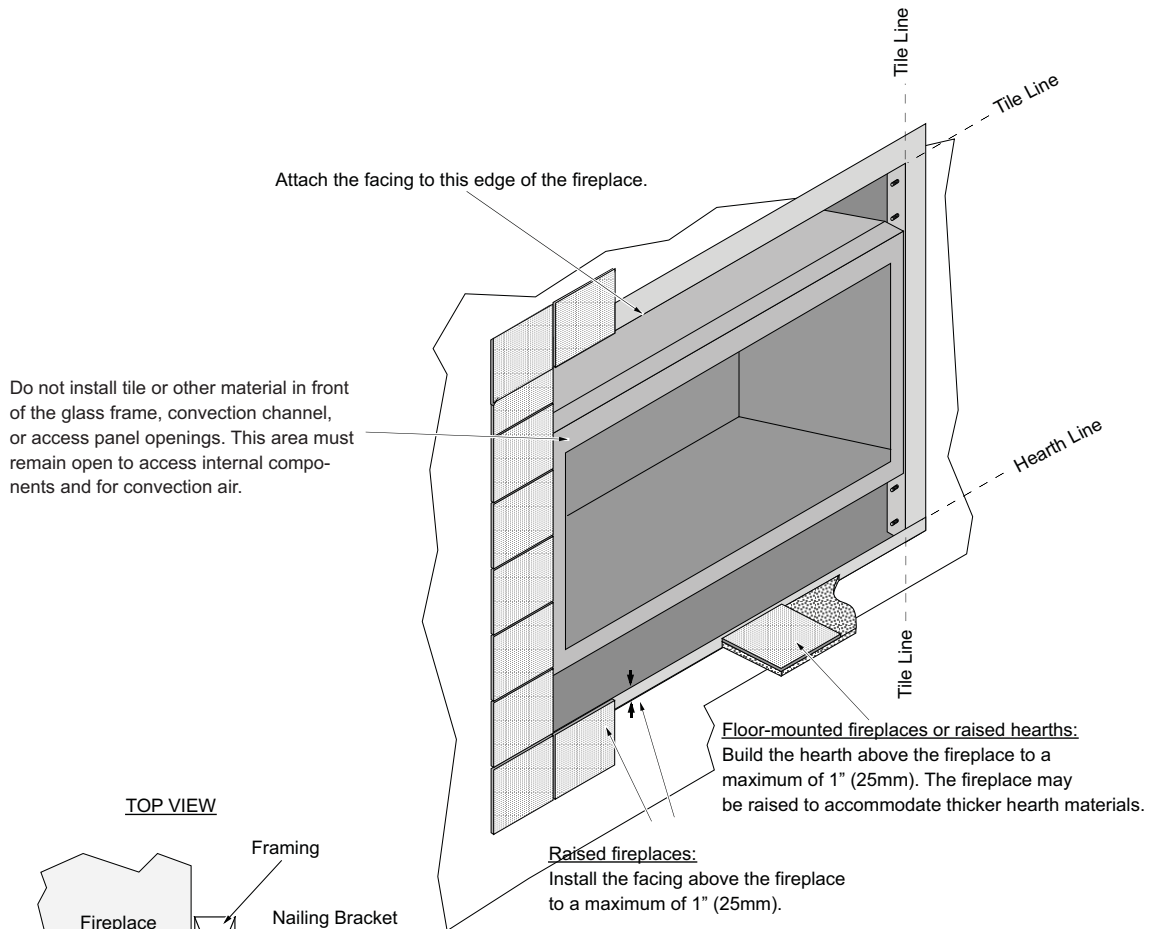 Tile Line
Tile Line
Attach the facing to this edge of the fireplace.
Do not install tile or other material in front
of the glass frame, convection channel,
or access panel openings. This area must
remain open to access internal compo-
nents and for convection air.
Hearth Line
Tile Line
Floor-mounted fireplaces or raised hearths:
Build the hearth above the fireplace to a
maximum of 1” (25mm). The fireplace may
be raised to accommodate thicker hearth materials.
Raised fireplaces:
Install the facing above the fireplace
to a maximum of 1” (25mm).
TOP VIEW
Framing
Nailing Bracket
Fireplace